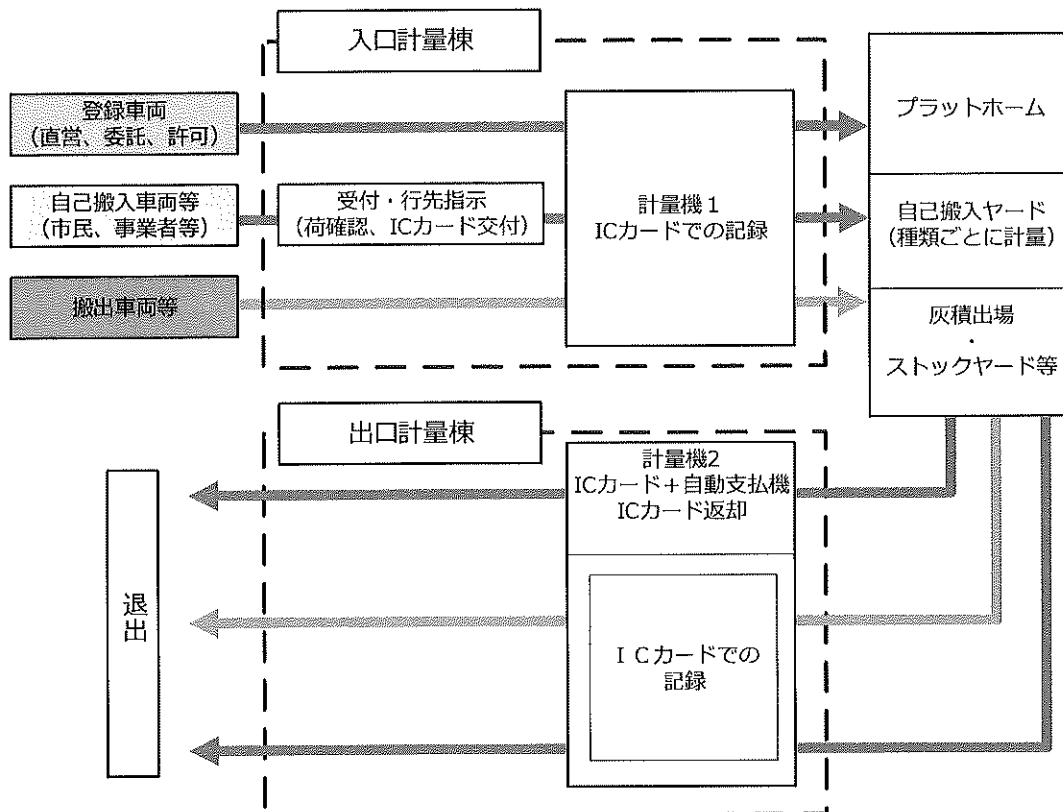 入口計量棟
登録車両
（直営、委託、許可）
自己搬入車両等
（市民、事業者等）
搬出車両等
受付・行先指示
（荷確認、ICカード交付）
計量機１
ICカードでの記録
プラットホーム
自己搬入ヤード
（種類ごとに計量）
灰積出場
・
ストックヤード等
出口計量棟
計量機2
ICカード＋自動支払機
ICカード返却
ＩＣカードでの
記録
退出